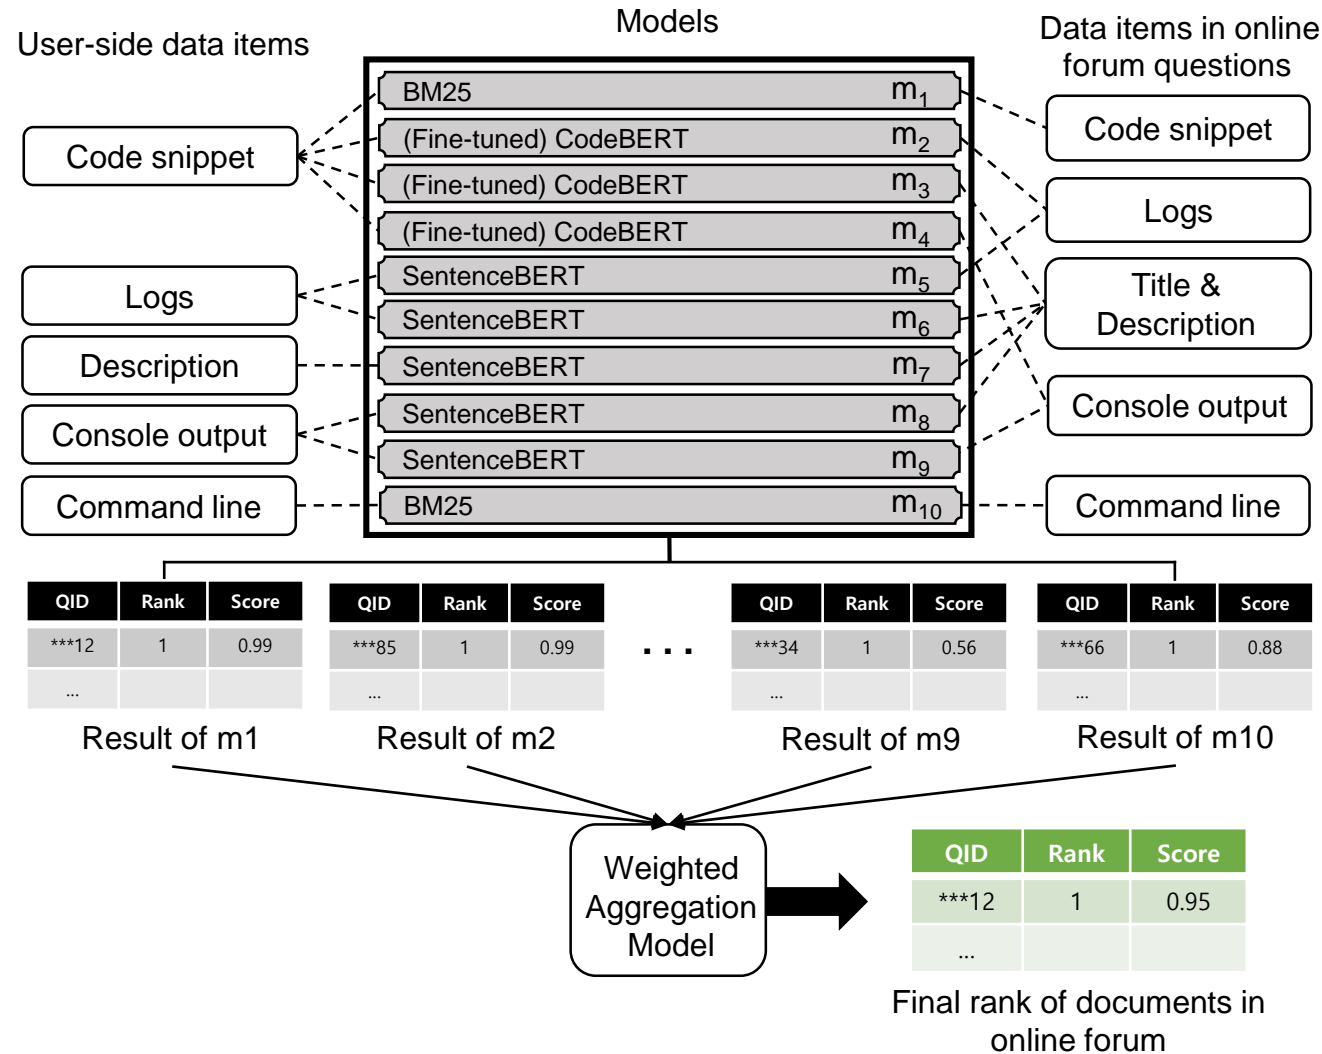 User-side data items
Models
Data items in online
forum questions
Code snippet
Logs
Description
Console output
Command line
BM25 m1
(Fine-tuned) CodeBERT m2
(Fine-tuned) CodeBERT m3
(Fine-tuned) CodeBERT m4
SentenceBERT m5
SentenceBERT m6
SentenceBERT m7
SentenceBERT m8
SentenceBERT m9
BM25 m10
Code snippet
Logs
Title &
Description
Console output
Command line
QID Rank Score
***12 1 0.99
...
Result of m1
QID Rank Score
***85 1 0.99
...
Result of m2
. . .
QID Rank Score
***34 1 0.56
...
Result of m9
QID Rank Score
***66 1 0.88
...
Result of m10
Weighted
Aggregation
Model
QID Rank Score
***12 1 0.95
...
Final rank of documents in
online forum